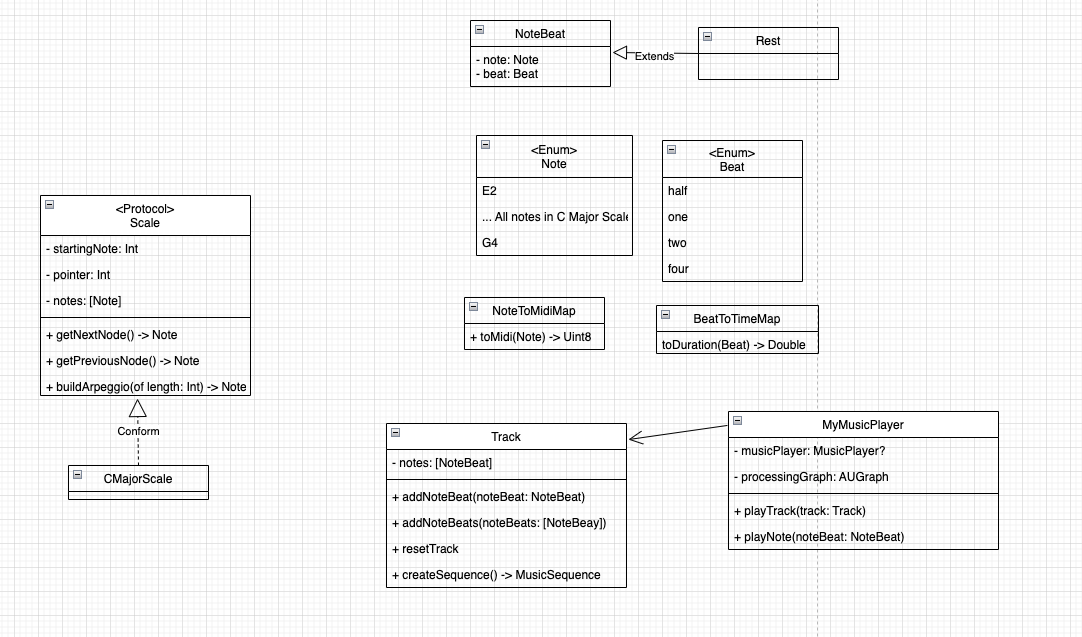 NoteBeat
- note: Note
- beat: Beat
Extends
Rest
<Enum>
Note
E2
... All notes in C Major Scale
G4
<Enum>
Beat
half
one
two
four
<Protocol>
Scale
- startingNote: Int
- pointer: Int
- notes: [Note]
+ getNextNode() -> Note
+ getPreviousNode() -> Note
+ buildArpeggio(of length: Int) -> Note
Conform
CMajorScale
NoteToMidiMap
+ toMidi(Note) -> Uint8
BeatToTimeMap
toDuration(Beat) -> Double
Track
- notes: [NoteBeat]
+ addNoteBeat(noteBeat: NoteBeat)
+ addNoteBeats(noteBeats: [NoteBeay])
+ resetTrack
+ createSequence() -> MusicSequence
MyMusicPlayer
- musicPlayer: MusicPlayer?
- processingGraph: AUGraph
+ playTrack(track: Track)
+ playNote(noteBeat: NoteBeat)